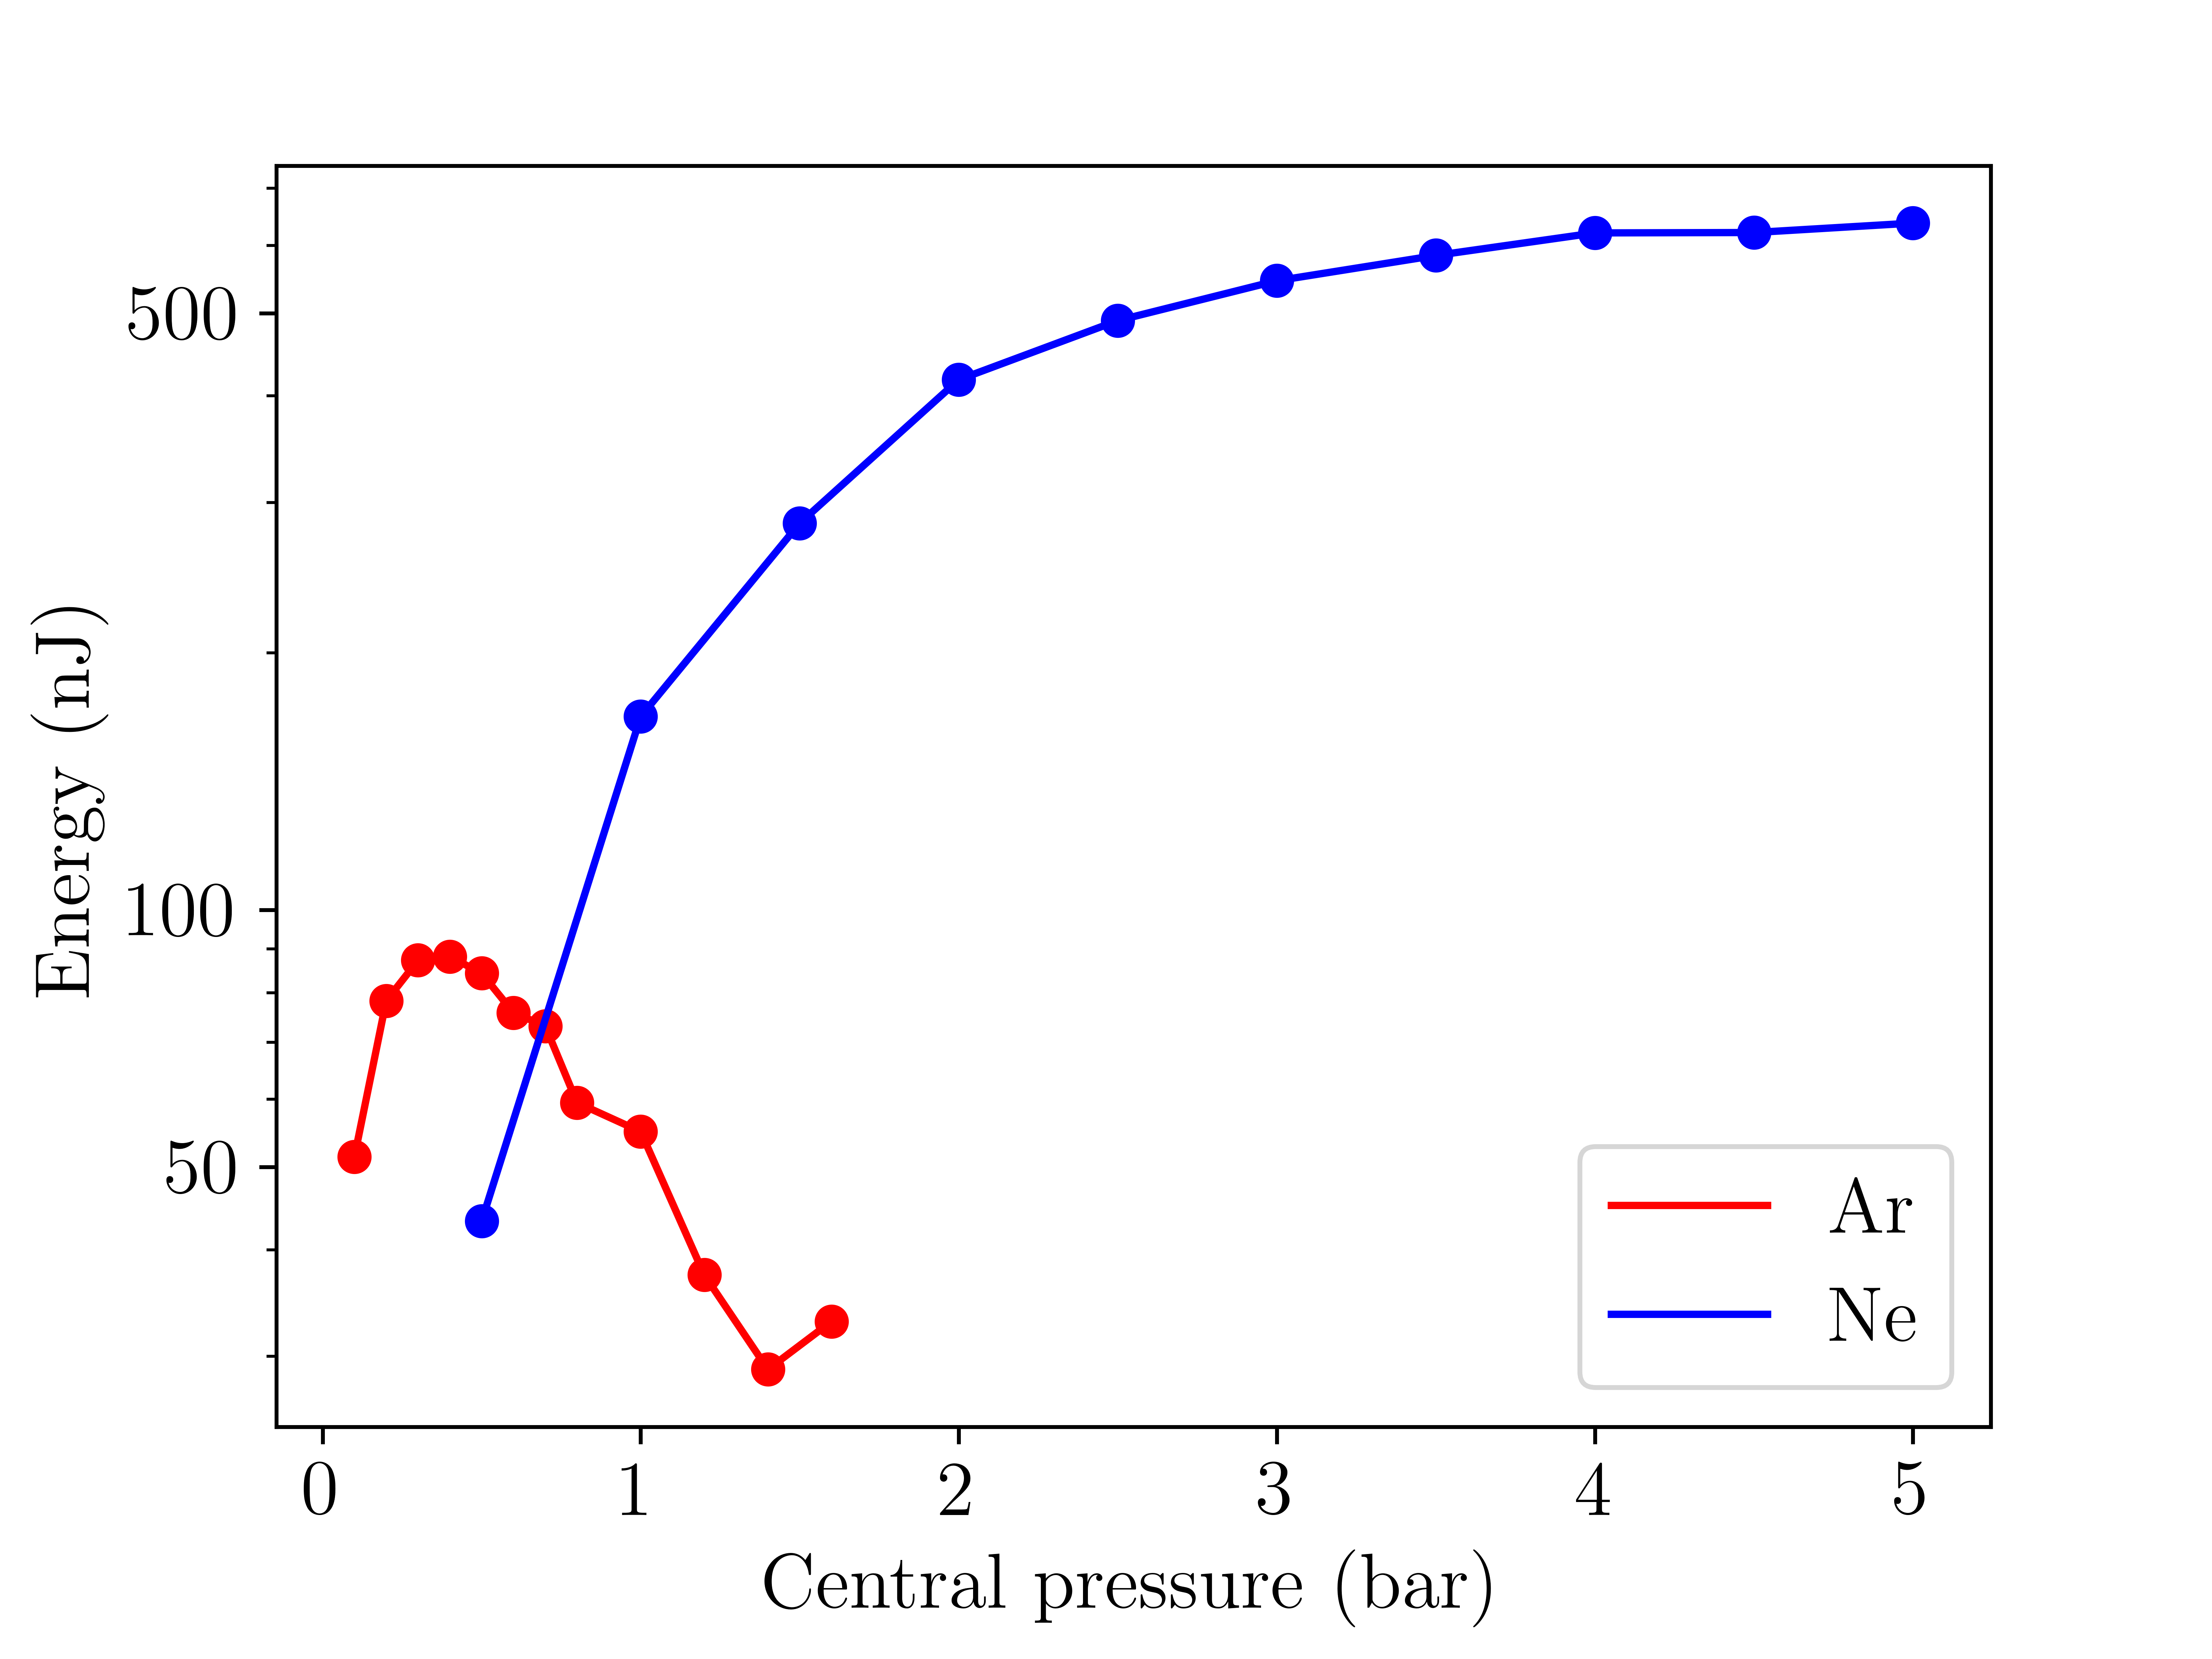 500
100
50
Energy (nJ)
Ar
Ne
0 1 2 3 4 5
Central pressure (bar)